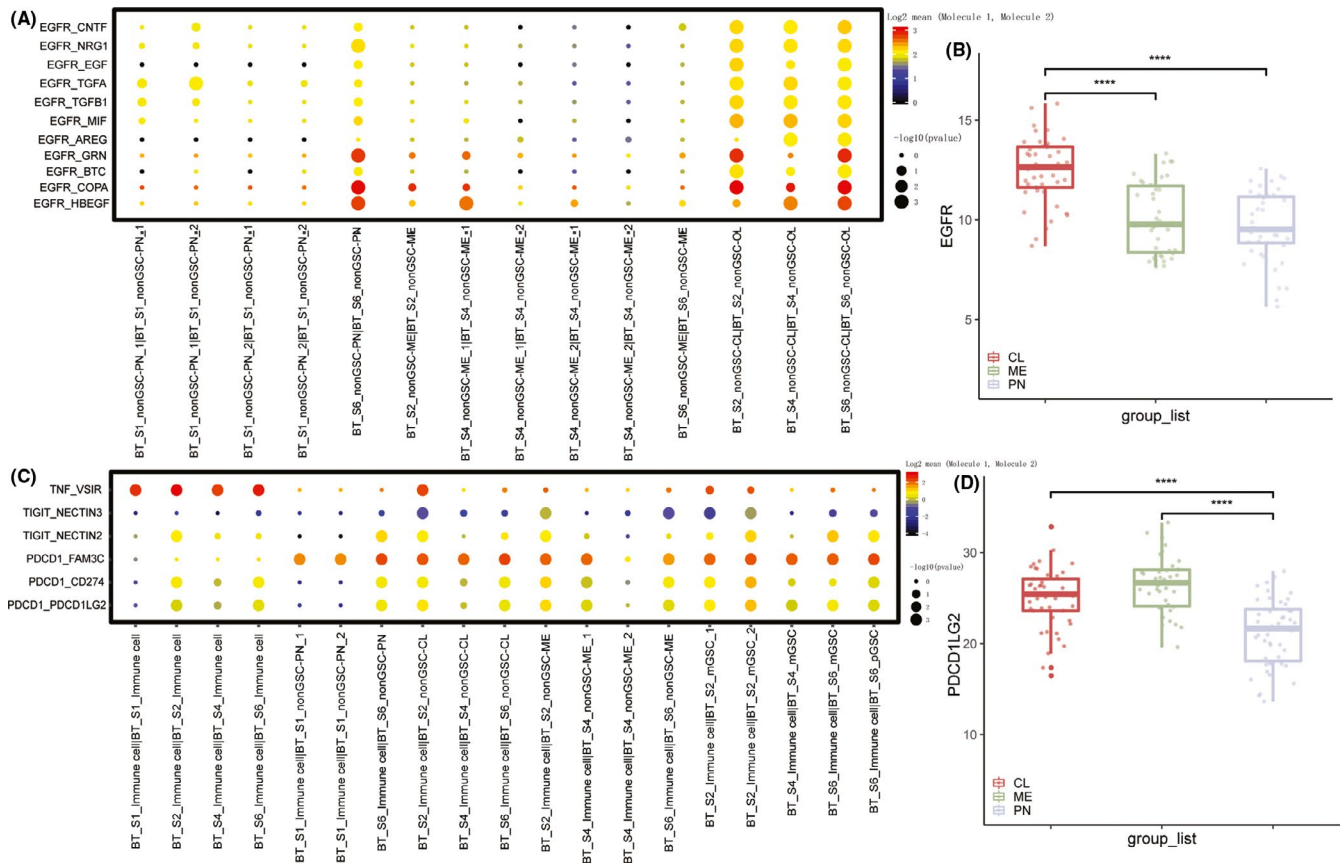 (A)
EGFR_CNTF
EGFR_NRG1
EGFR_EGF
EGFR_TGFA
EGFR_TGFB1
EGFR_MIF
EGFR_AREG
EGFR_GRN
EGFR_BTC
EGFR_COPA
EGFR_HBEGF
BT_S1_nonGSC-PN_1|BT_S1_nonGSC-PN_1
BT_S1_nonGSC-PN_1|BT_S1_nonGSC-PN_2
BT_S1_nonGSC-PN_2|BT_S1_nonGSC-PN_1
BT_S1_nonGSC-PN_2|BT_S1_nonGSC-PN_2
BT_S6_nonGSC-PN|BT_S6_nonGSC-PN
BT_S2_nonGSC-ME|BT_S2_nonGSC-ME
BT_S4_nonGSC-ME_1|BT_S4_nonGSC-ME_1
BT_S4_nonGSC-ME_1|BT_S4_nonGSC-ME_2
BT_S4_nonGSC-ME_2|BT_S4_nonGSC-ME_1
BT_S4_nonGSC-ME_2|BT_S4_nonGSC-ME_2
BT_S6_nonGSC-ME|BT_S6_nonGSC-ME
BT_S2_nonGSC-CL|BT_S2_nonGSC-OL
BT_S4_nonGSC-CL|BT_S4_nonGSC-OL
BT_S6_nonGSC-CL|BT_S6_nonGSC-OL
Log2 mean (Molecule 1, Molecule 2)
3
2
1
0
-log10(pvalue)
0
1
2
3
(B)
****
****
15
10
5
EGFR
CL
ME
PN
group_list
(C)
TNF_VSIR
TIGIT_NECTIN3
TIGIT_NECTIN2
PDCD1_FAM3C
PDCD1_CD274
PDCD1_PDCD1LG2
BT_S1_Immune cell|BT_S1_Immune cell
BT_S2_Immune cell|BT_S2_Immune cell
BT_S4_Immune cell|BT_S4_Immune cell
BT_S6_Immune cell|BT_S6_Immune cell
BT_S1_Immune cell|BT_S1_nonGSC-PN_1
BT_S1_Immune cell|BT_S1_nonGSC-PN_2
BT_S6_Immune cell|BT_S6_nonGSC-PN
BT_S2_Immune cell|BT_S2_nonGSC-CL
BT_S4_Immune cell|BT_S4_nonGSC-CL
BT_S6_Immune cell|BT_S6_nonGSC-CL
BT_S2_Immune cell|BT_S2_nonGSC-ME
BT_S4_Immune cell|BT_S4_nonGSC-ME_1
BT_S4_Immune cell|BT_S4_nonGSC-ME_2
BT_S6_Immune cell|BT_S6_nonGSC-ME
BT_S2_Immune cell|BT_S2_mGSC_1
BT_S2_Immune cell|BT_S2_mGSC_2
BT_S4_Immune cell|BT_S4_mGSC
BT_S6_Immune cell|BT_S6_mGSC
BT_S6_Immune cell|BT_S6_pGSC
Log2 mean (Molecule 1, Molecule 2)
2
0
-2
-4
-log10(pvalue)
0
1
2
3
(D)
****
****
30
20
10
PDCD1LG2
CL
ME
PN
group_list